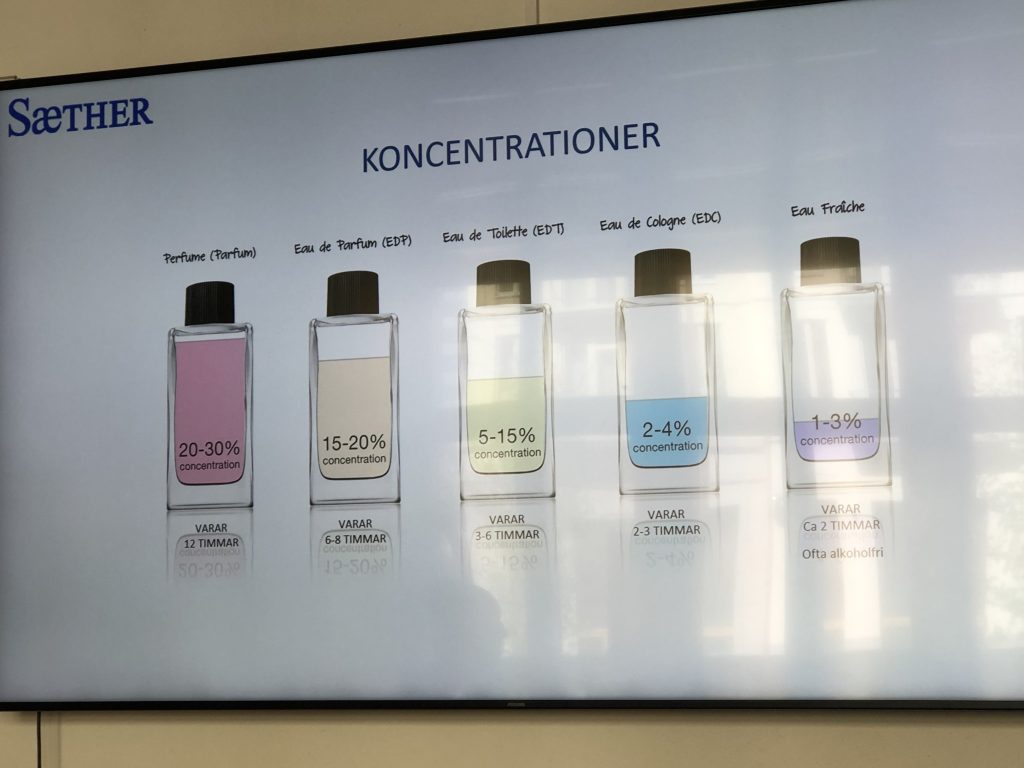 SæTHER
KONCENTRATIONER
Perfume (Parfum)
Eau de Parfum (EDP)
Eau de Toilette (EDT)
Eau de Cologne (EDC)
Eau Fraîche
20-30%
concentration
15-20%
concentration
5-15%
concentration
2-4%
concentration
1-3%
concentration
VARAR
12 TIMMAR
VARAR
6-8 TIMMAR
VARAR
3-6 TIMMAR
VARAR
2-3 TIMMAR
VARAR
Ca 2 TIMMAR
Ofta alkoholfri